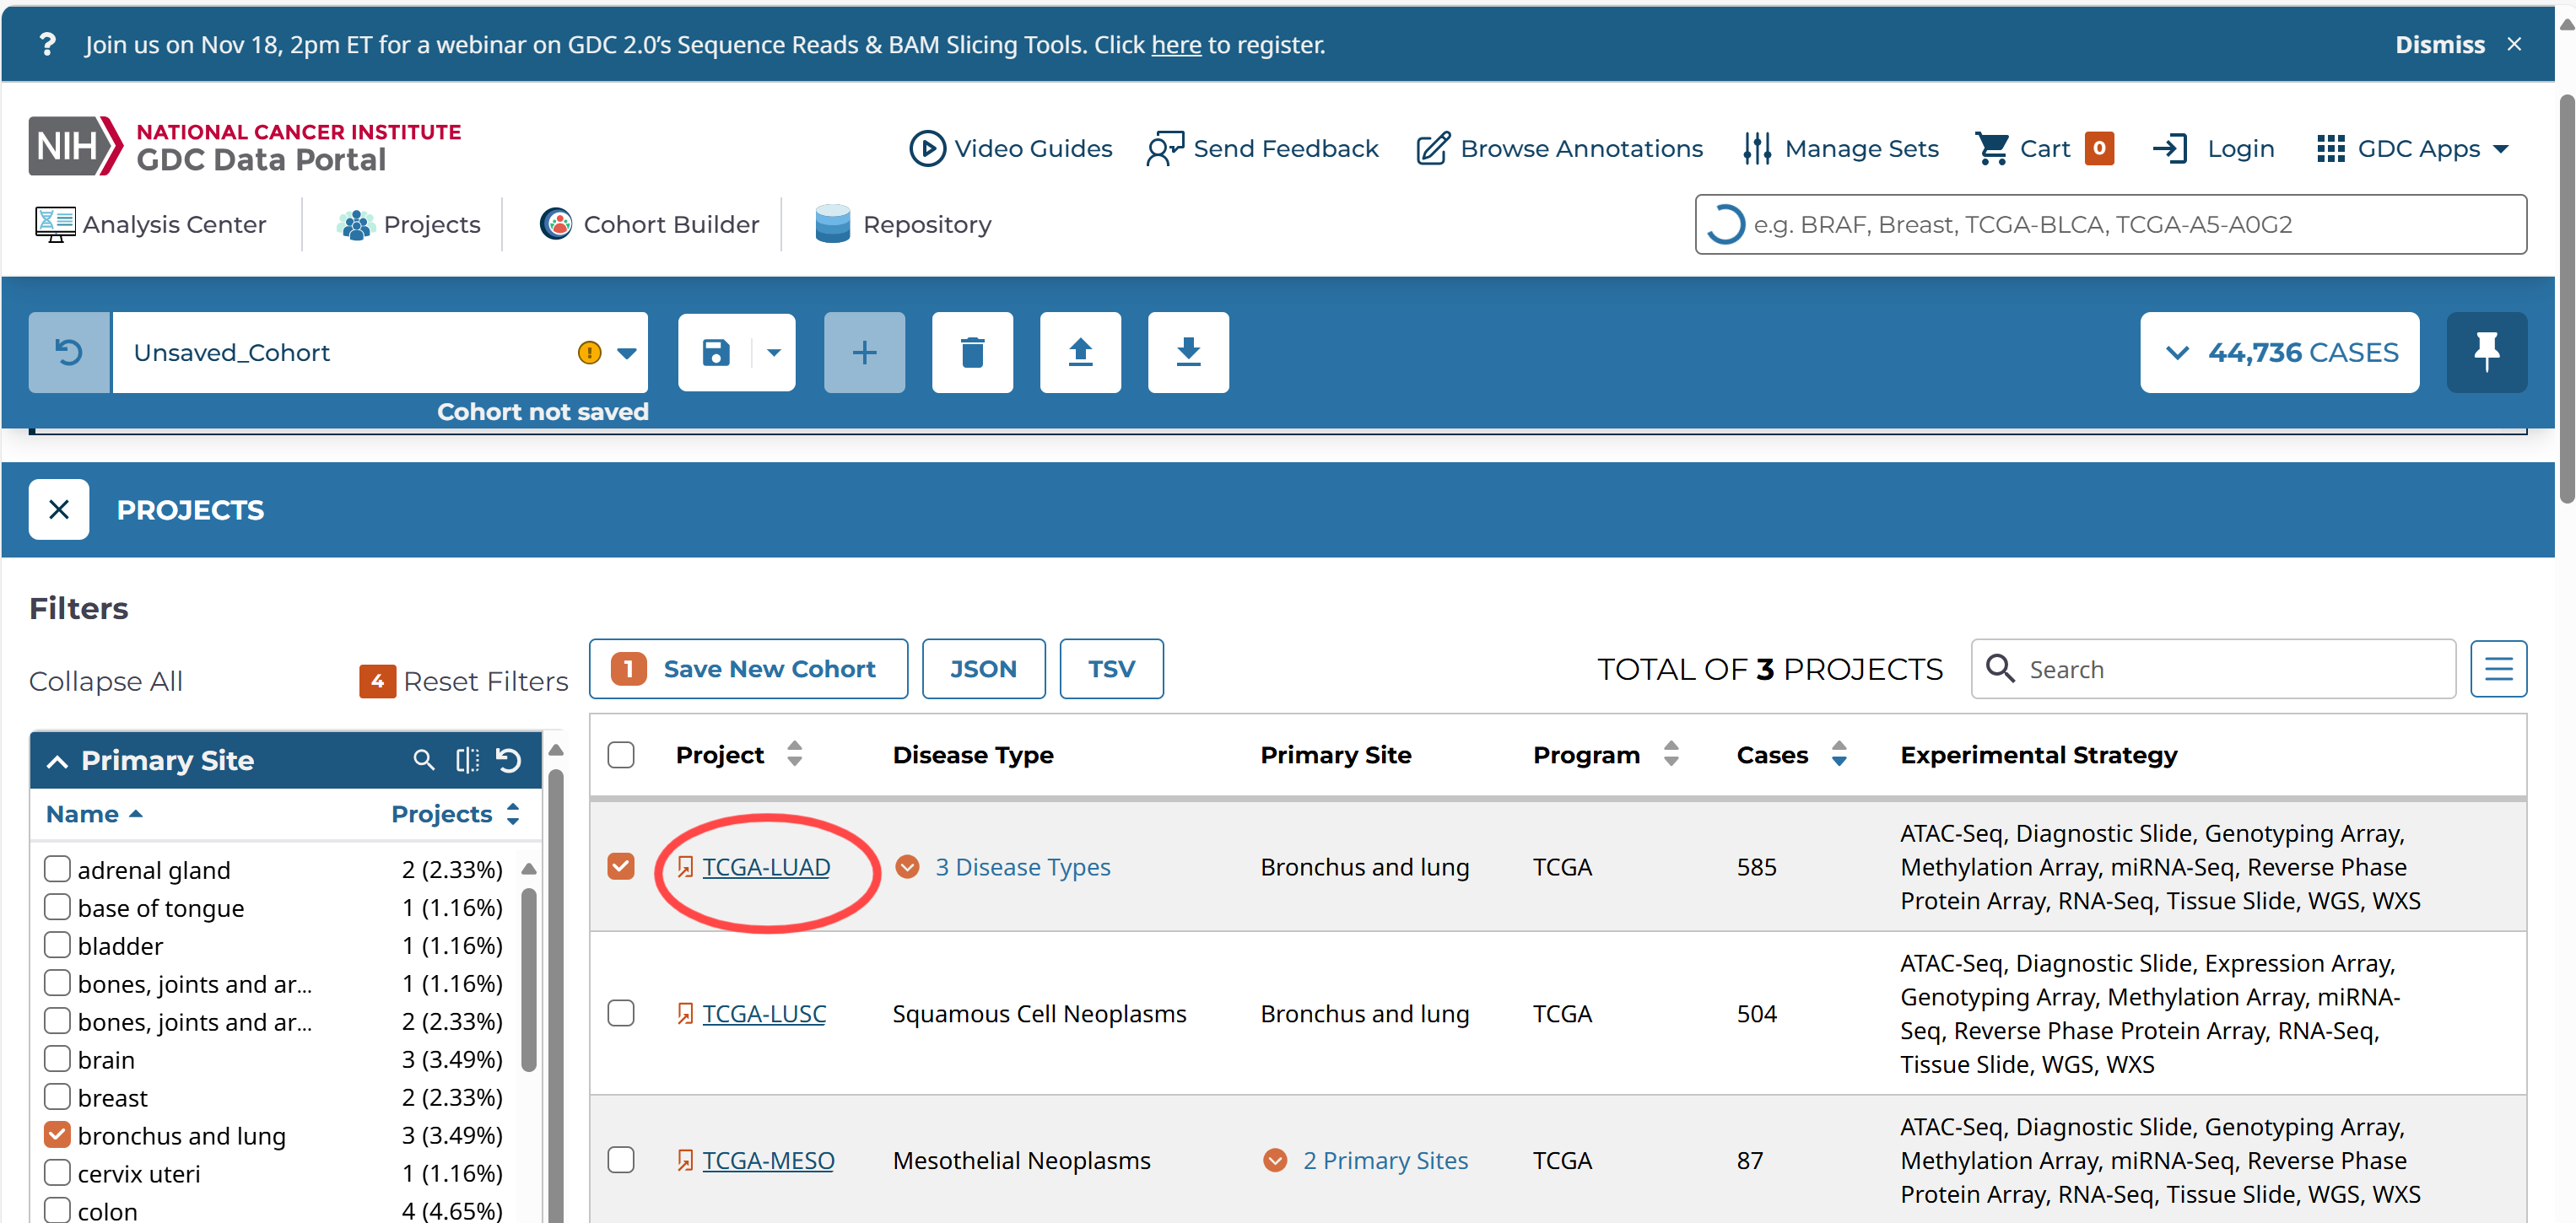 ? Join us on Nov 18, 2pm ET for a webinar on GDC 2.0's Sequence Reads & BAM Slicing Tools. Click here to register. Dismiss ×
NIH NATIONAL CANCER INSTITUTE
GDC Data Portal
Video Guides Send Feedback Browse Annotations Manage Sets Cart 0 Login GDC Apps
Analysis Center Projects Cohort Builder Repository e.g. BRAF, Breast, TCGA-BLCA, TCGA-A5-A0G2
Unsaved_Cohort 44,736 CASES
Cohort not saved
PROJECTS
Filters
Collapse All 4 Reset Filters
1 Save New Cohort JSON TSV TOTAL OF 3 PROJECTS Search
Primary Site
Name Projects
adrenal gland 2 (2.33%)
base of tongue 1 (1.16%)
bladder 1 (1.16%)
bones, joints and ar... 1 (1.16%)
bones, joints and ar... 2 (2.33%)
brain 3 (3.49%)
breast 2 (2.33%)
bronchus and lung 3 (3.49%)
cervix uteri 1 (1.16%)
colon 4 (4.65%)
Project Disease Type Primary Site Program Cases Experimental Strategy
TCGA-LUAD 3 Disease Types Bronchus and lung TCGA 585 ATAC-Seq, Diagnostic Slide, Genotyping Array,
Methylation Array, miRNA-Seq, Reverse Phase
Protein Array, RNA-Seq, Tissue Slide, WGS, WXS
TCGA-LUSC Squamous Cell Neoplasms Bronchus and lung TCGA 504 ATAC-Seq, Diagnostic Slide, Expression Array,
Genotyping Array, Methylation Array, miRNA-
Seq, Reverse Phase Protein Array, RNA-Seq,
Tissue Slide, WGS, WXS
TCGA-MESO Mesothelial Neoplasms 2 Primary Sites TCGA 87 ATAC-Seq, Diagnostic Slide, Genotyping Array,
Methylation Array, miRNA-Seq, Reverse Phase
Protein Array, RNA-Seq, Tissue Slide, WGS, WXS